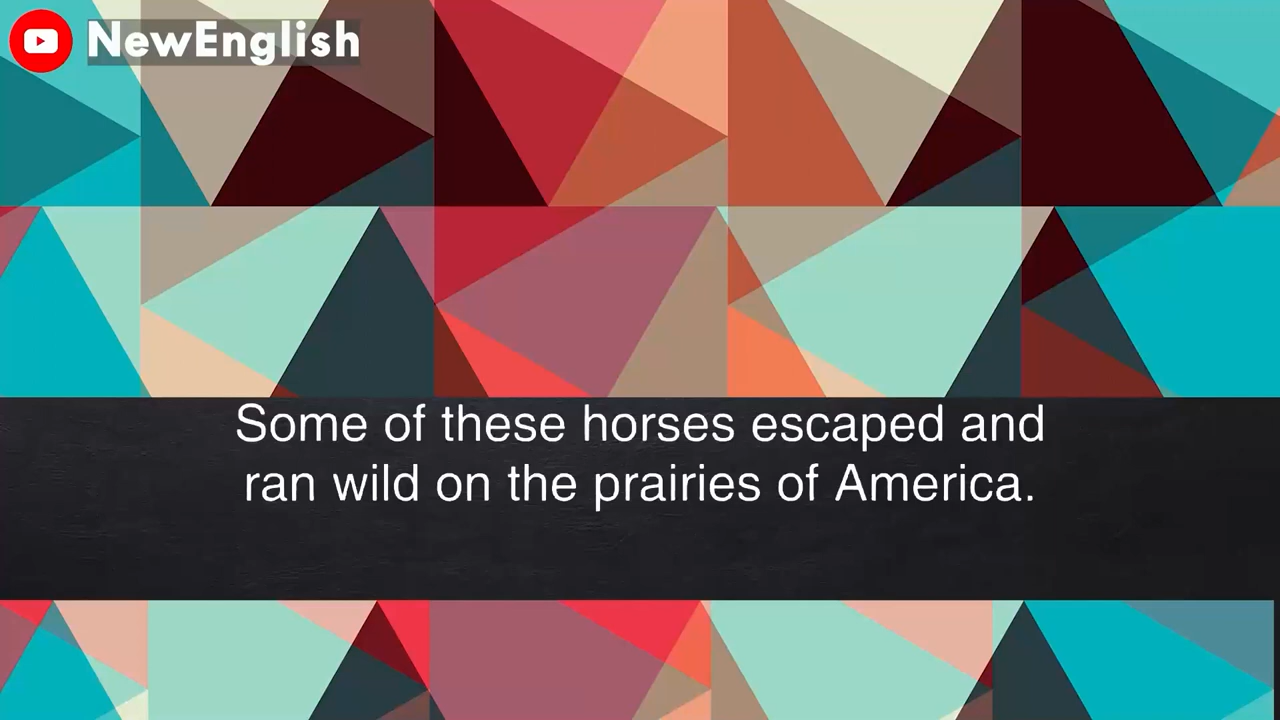 NewEnglish
Some of these horses escaped and
ran wild on the prairies of America.